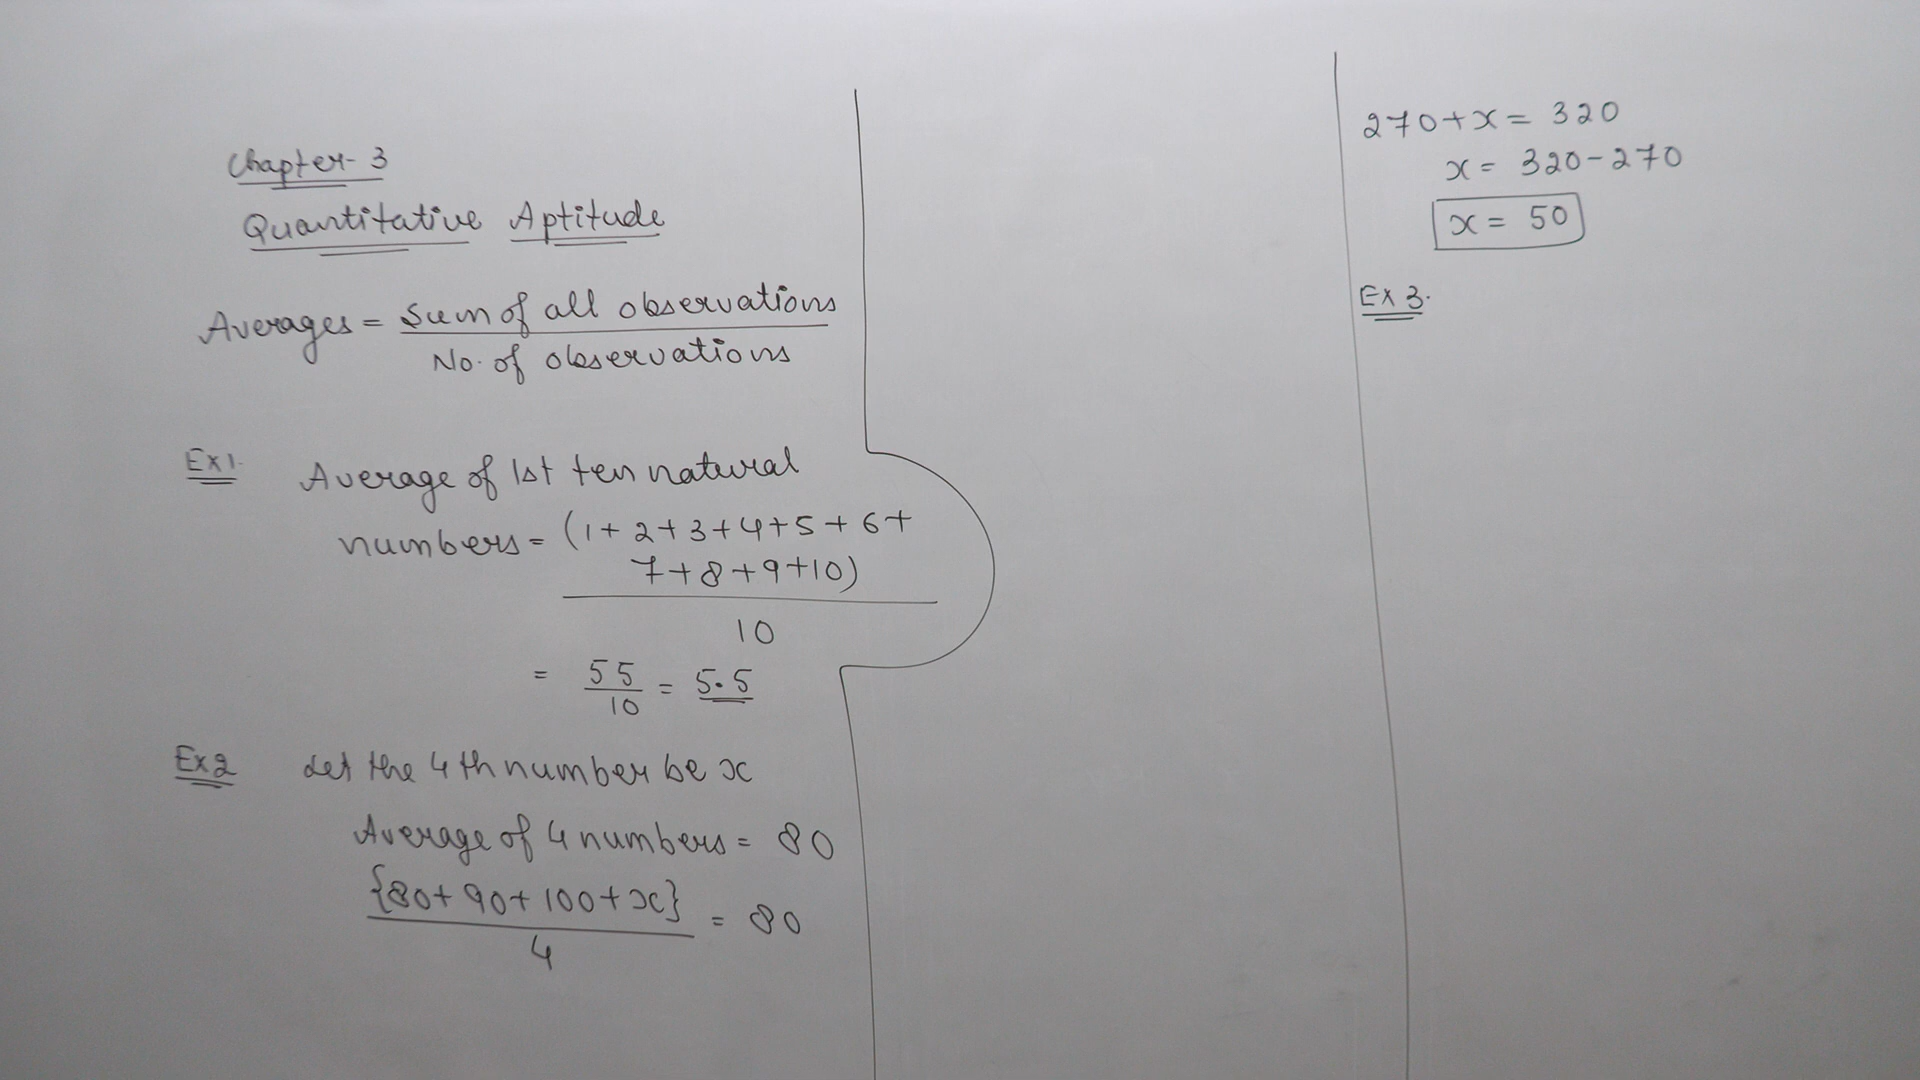 Chapter-3
Quantitative Aptitude
Averages = Sum of all observations
No. of observations
Ex1. Average of 1st ten natural
numbers = (1+2+3+4+5+6+
7+8+9+10)
10
= 55/10 = 5.5
Ex2 Let the 4th number be x
Average of 4 numbers = 80
{80+90+100+x} = 80
4
270+x = 320
x = 320-270
x = 50
Ex 3.